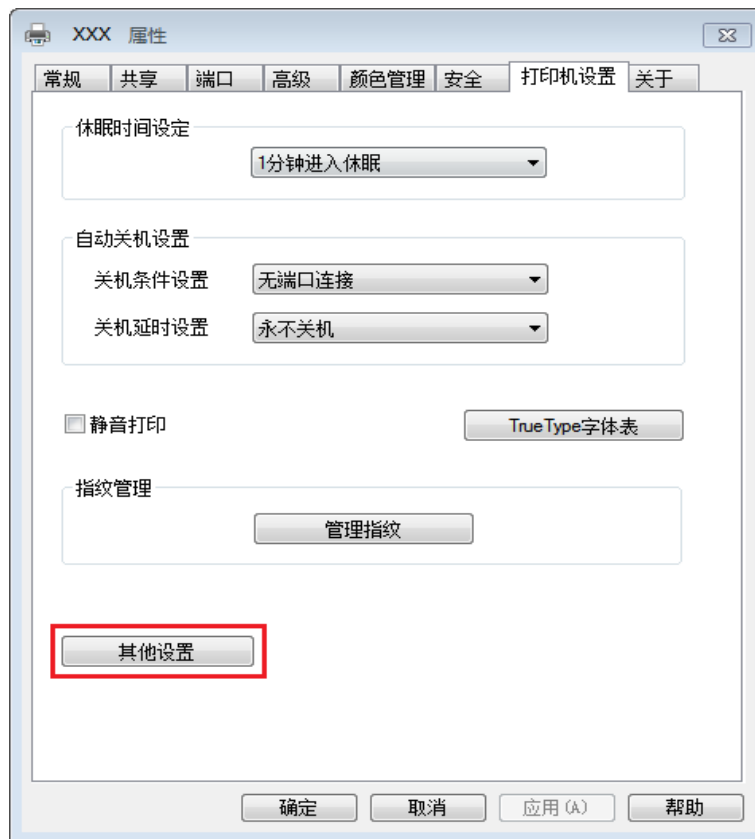 XXX 属性
常规 共享 端口 高级 颜色管理 安全 打印机设置 关于
休眠时间设定
1分钟进入休眠
自动关机设置
关机条件设置 无端口连接
关机延时设置 永不关机
静音打印 TrueType字体表
指纹管理
管理指纹
其他设置
确定 取消 应用(A) 帮助